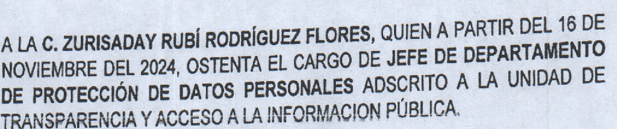 A LA C. ZURISADAY RUBÍ RODRÍGUEZ FLORES, QUIEN A PARTIR DEL 16 DE
NOVIEMBRE DEL 2024, OSTENTA EL CARGO DE JEFE DE DEPARTAMENTO
DE PROTECCIÓN DE DATOS PERSONALES ADSCRITO A LA UNIDAD DE
TRANSPARENCIA Y ACCESO A LA INFORMACION PÚBLICA.